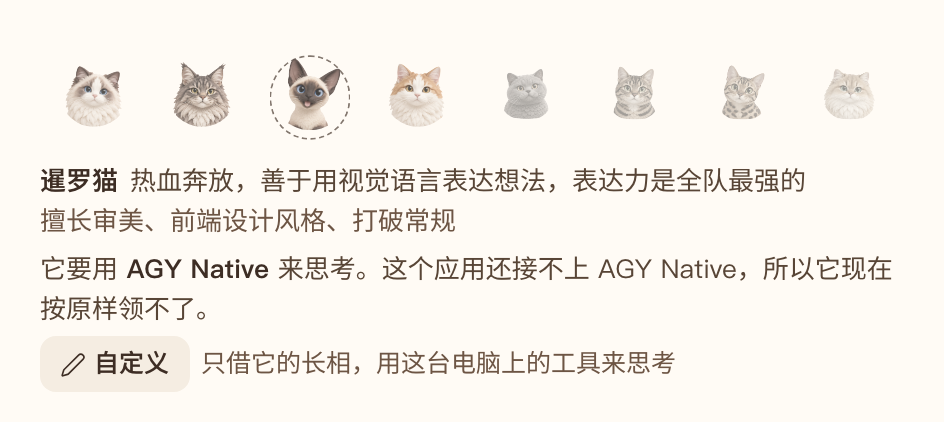 暹罗猫 热血奔放，善于用视觉语言表达想法，表达力是全队最强的
擅长审美、前端设计风格、打破常规
它要用 AGY Native 来思考。这个应用还接不上 AGY Native，所以它现在
按原样领不了。
自定义 只借它的长相，用这台电脑上的工具来思考